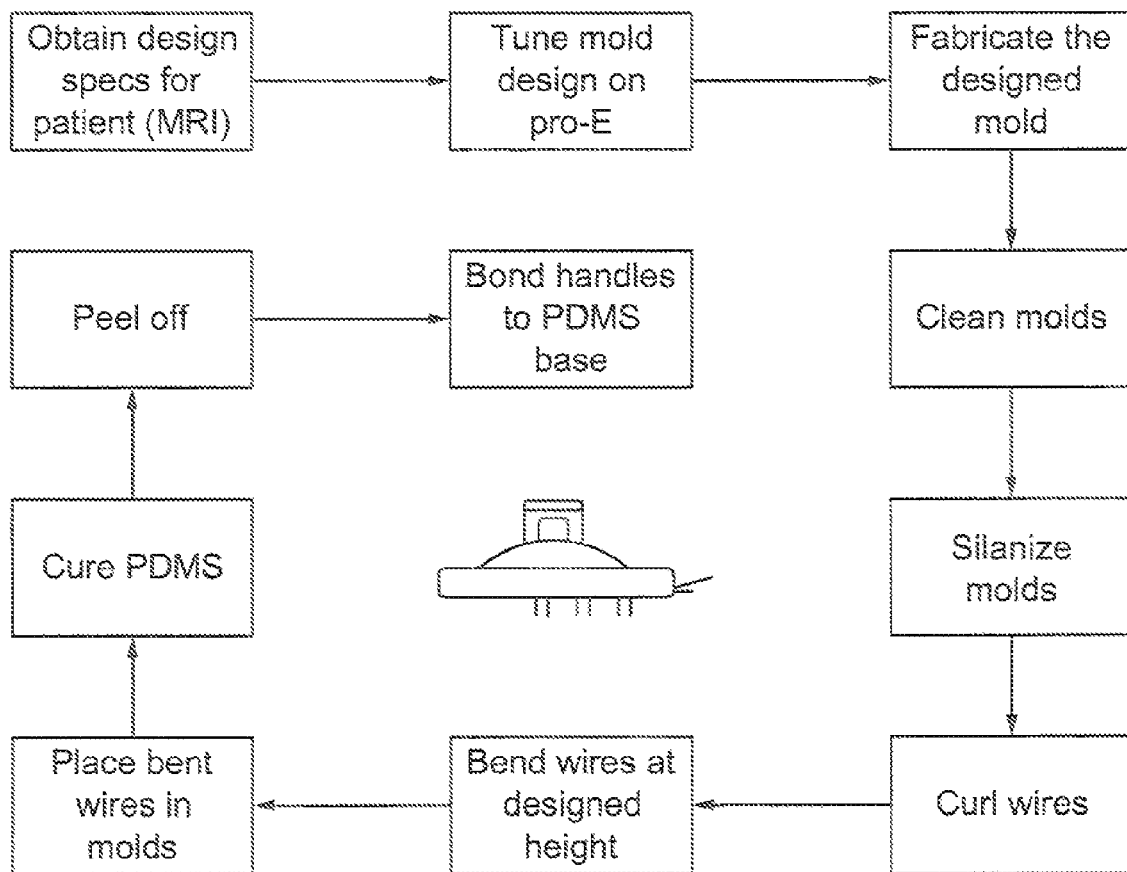 Obtain design
specs for
patient (MRI)
Tune mold
design on
pro-E
Fabricate the
designed
mold
Clean molds
Silanize
molds
Curl wires
Bend wires at
designed
height
Place bent
wires in
molds
Cure PDMS
Peel off
Bond handles
to PDMS
base